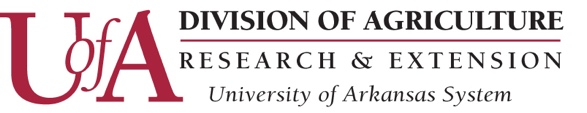 UofA
DIVISION OF AGRICULTURE
RESEARCH & EXTENSION
University of Arkansas System